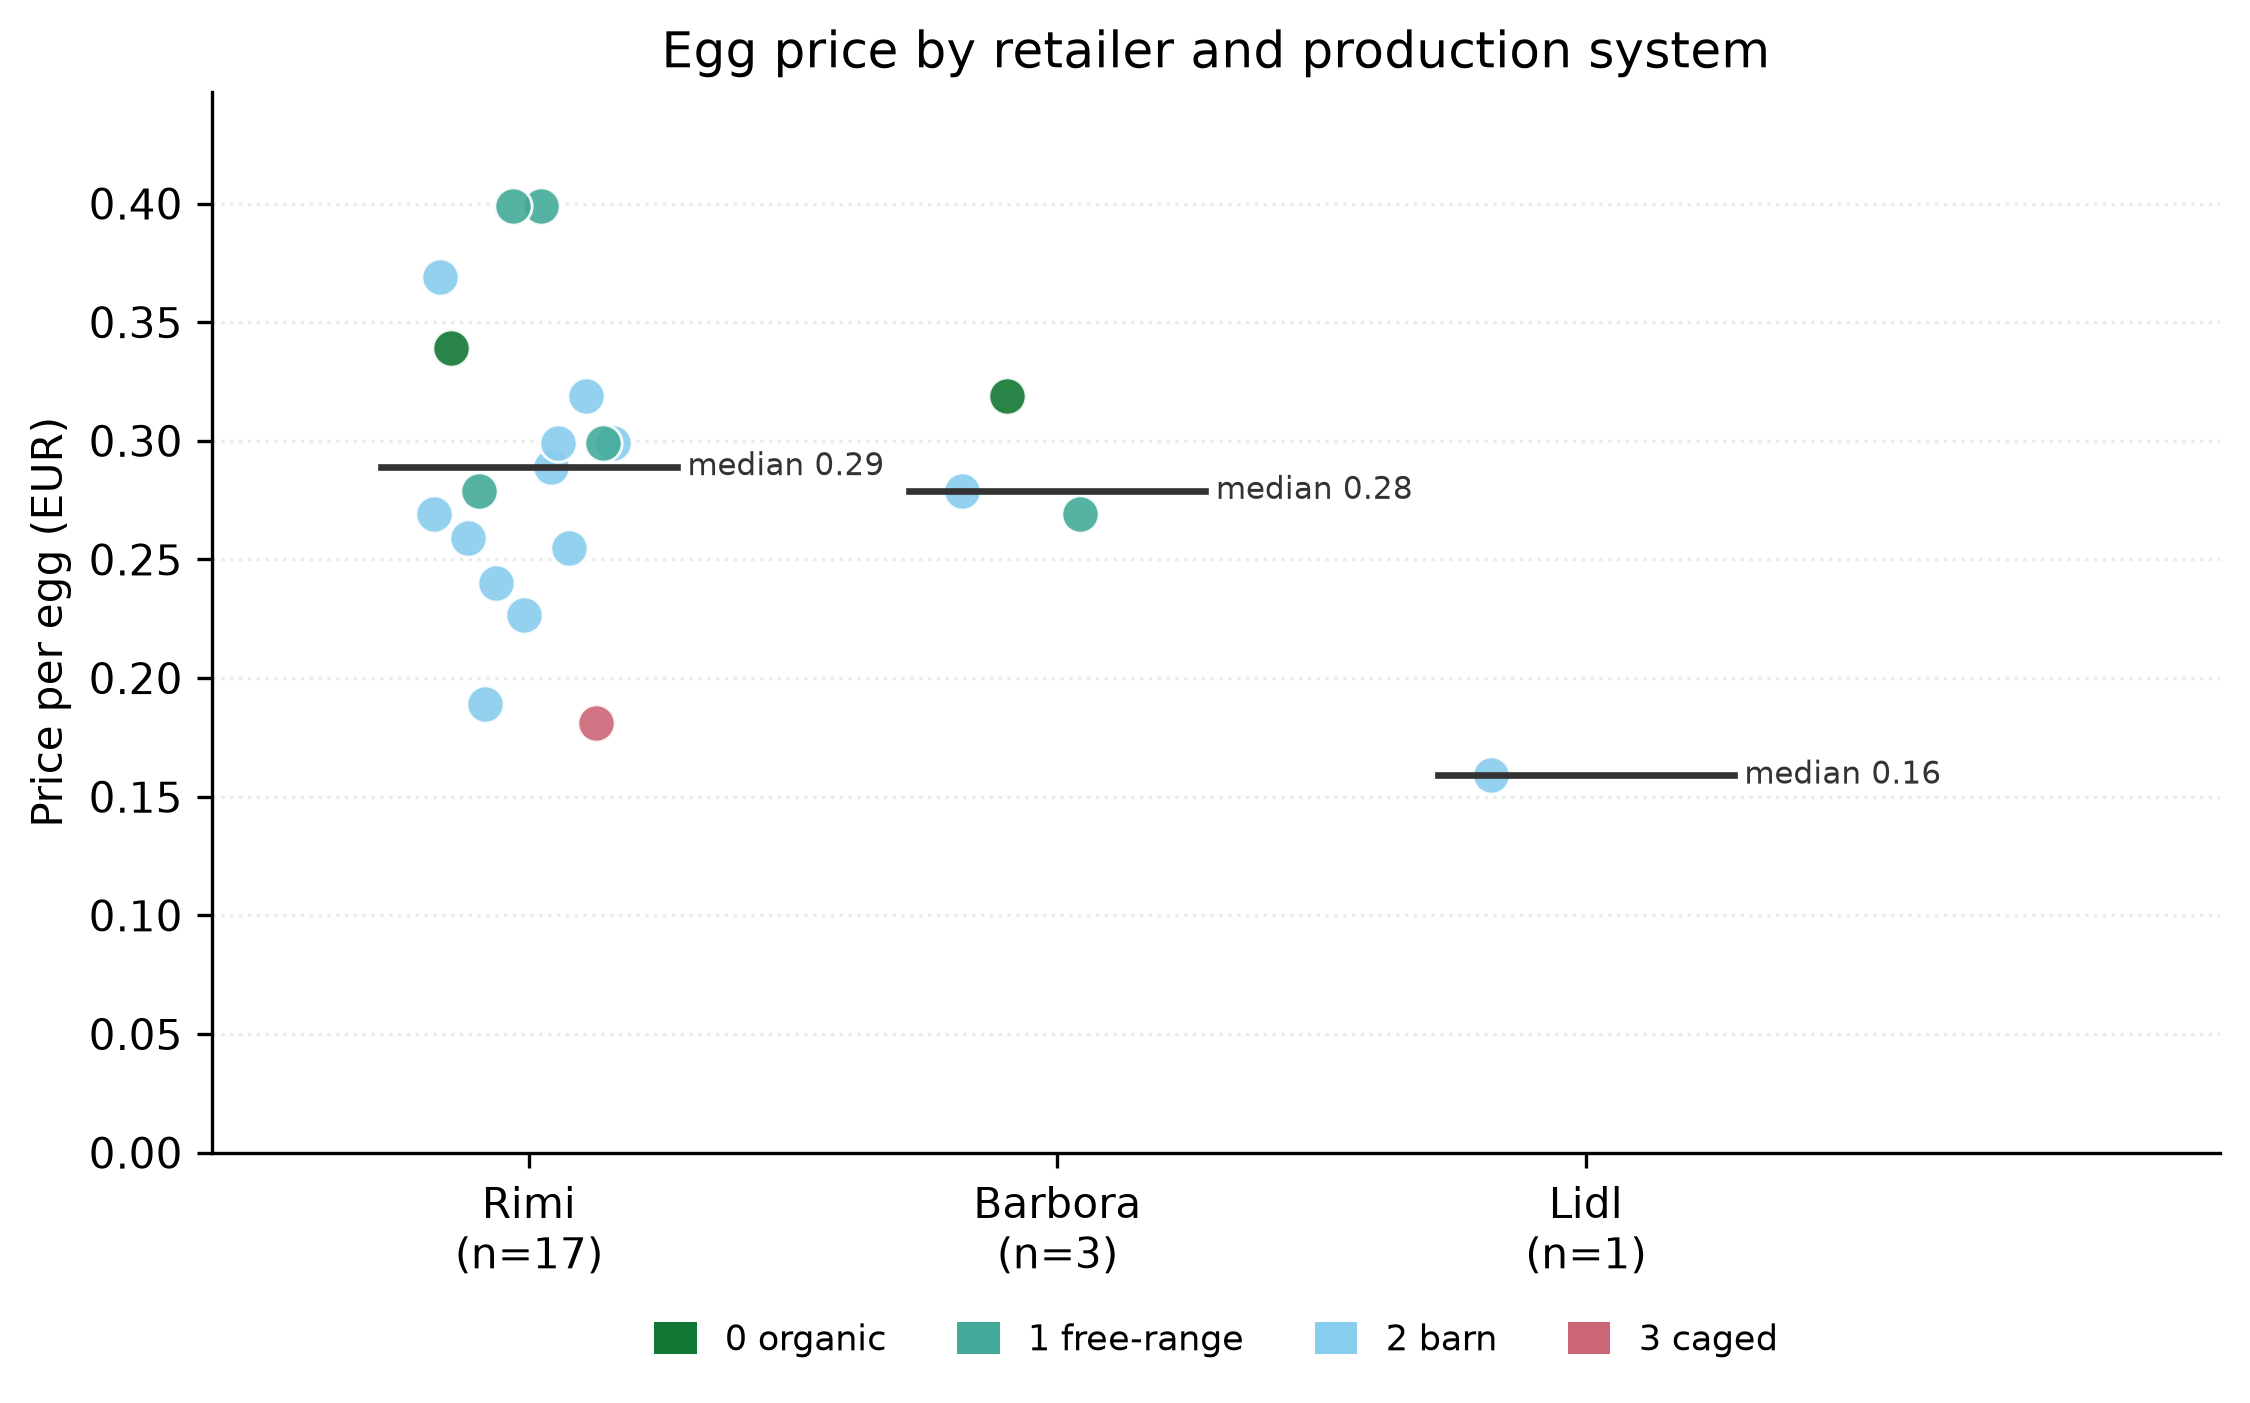 Egg price by retailer and production system
Price per egg (EUR)
0.40
0.35
0.30
0.25
0.20
0.15
0.10
0.05
0.00
median 0.29
median 0.28
median 0.16
Rimi
(n=17)
Barbora
(n=3)
Lidl
(n=1)
0 organic
1 free-range
2 barn
3 caged